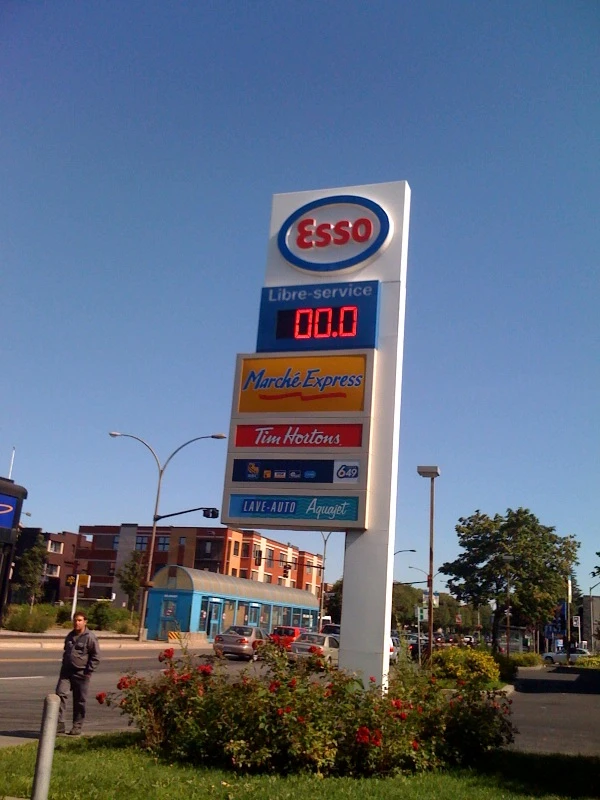 Esso
Libre-service
00.0
Marché Express
Tim Hortons
649
LAVE-AUTO Aquajet